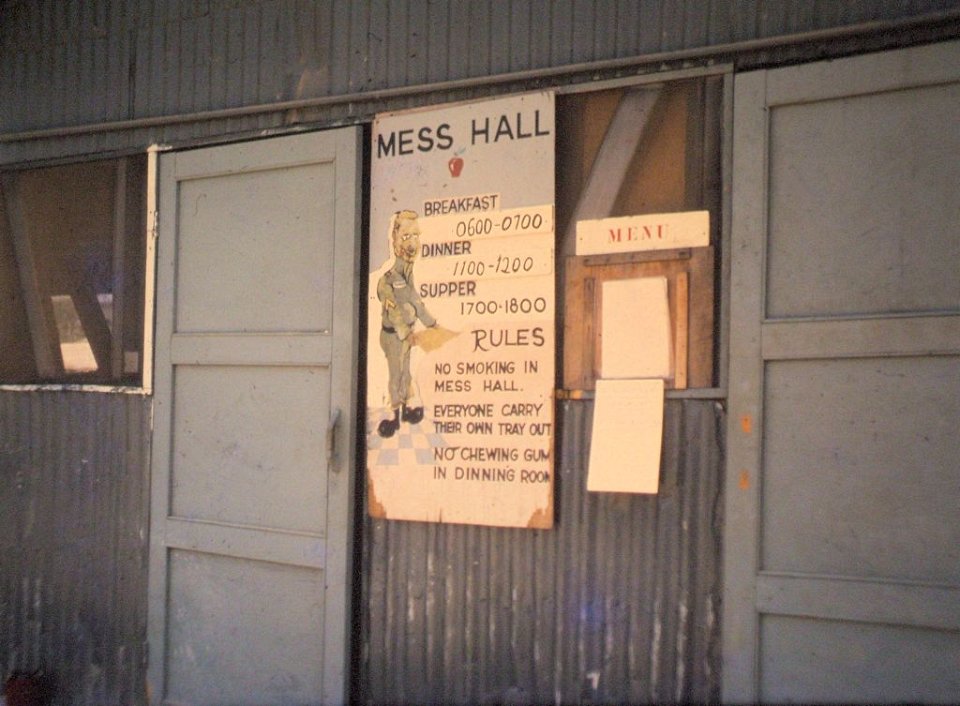 MESS HALL
BREAKFAST
0600-0700
DINNER
1100-1200
SUPPER
1700-1800
RULES
NO SMOKING IN
MESS HALL.
EVERYONE CARRY
THEIR OWN TRAY OUT
NO CHEWING GUM
IN DINNING ROOM
MENU